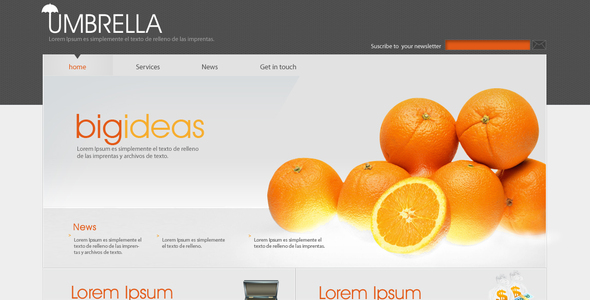 UMBRELLA
Lorem Ipsum es simplemente el texto de relleno de las imprentas.
Suscribe to your newsletter
home Services News Get in touch
bigideas
Lorem Ipsum es simplemente el texto de relleno
de las imprentas y archivos de texto.
News
Lorem Ipsum es simplemente el
texto de relleno de las impren-
tas y archivos de texto.
Lorem Ipsum es simplemente
el texto de relleno.
Lorem Ipsum es simplemente el texto
de relleno de las imprentas.
Lorem Ipsum
Lorem Ipsum